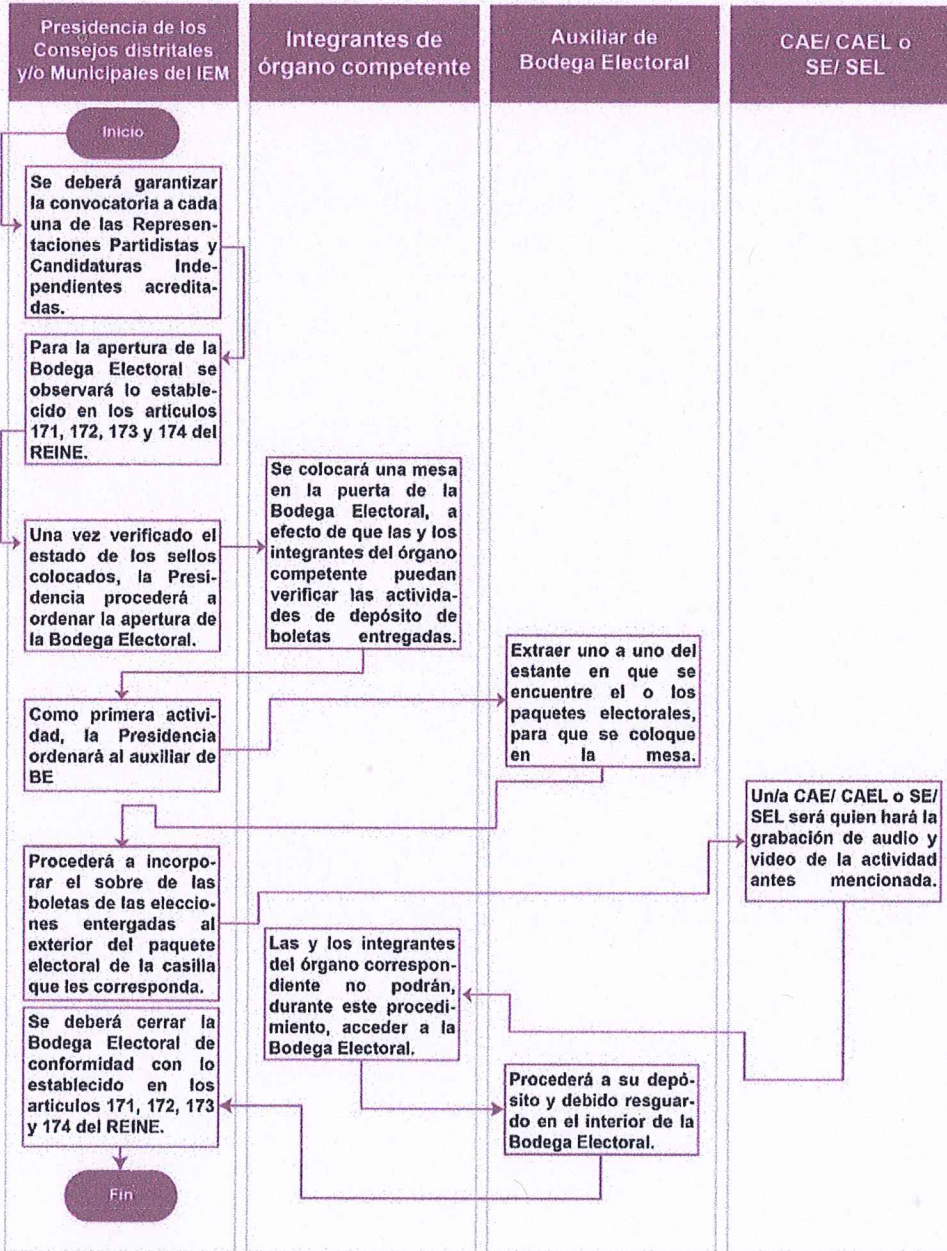 Presidencia de los
Consejos distritales
y/o Municipales del IEM
Integrantes de
órgano competente
Auxiliar de
Bodega Electoral
CAE/ CAEL o
SE/ SEL
Inicio
Se deberá garantizar
la convocatoria a cada
una de las Represen-
taciones Partidistas y
Candidaturas Inde-
pendientes acredita-
das.
Para la apertura de la
Bodega Electoral se
observará lo estable-
cido en los artículos
171, 172, 173 y 174 del
REINE.
Una vez verificado el
estado de los sellos
colocados, la Presi-
dencia procederá a
ordenar la apertura de
la Bodega Electoral.
Se colocará una mesa
en la puerta de la
Bodega Electoral, a
efecto de que las y los
integrantes del órgano
competente puedan
verificar las activida-
des de depósito de
boletas entregadas.
Como primera activi-
dad, la Presidencia
ordenará al auxiliar de
BE
Extraer uno a uno del
estante en que se
encuentre el o los
paquetes electorales,
para que se coloque
en la mesa.
Procederá a incorpo-
rar el sobre de las
boletas de las eleccio-
nes entergadas al
exterior del paquete
electoral de la casilla
que les corresponda.
Un/a CAE/ CAEL o SE/
SEL será quien hará la
grabación de audio y
video de la actividad
antes mencionada.
Las y los integrantes
del órgano correspon-
diente no podrán,
durante este procedi-
miento, acceder a la
Bodega Electoral.
Procederá a su depó-
sito y debido resguar-
do en el interior de la
Bodega Electoral.
Se deberá cerrar la
Bodega Electoral de
conformidad con lo
establecido en los
artículos 171, 172, 173
y 174 del REINE.
Fin